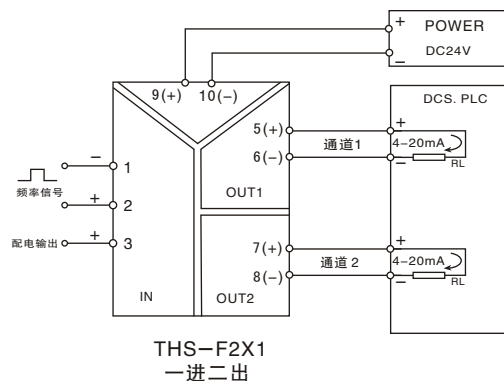 +
POWER
−
DC24V
9(+)
10(−)
DCS. PLC
5(+)
+
通道1
4−20mA
6(−)
−
RL
−
1
频率信号
+
2
OUT1
配电输出
+
3
7(+)
+
通道 2
4−20mA
8(−)
−
RL
IN
OUT2
THS−F2X1
一进二出